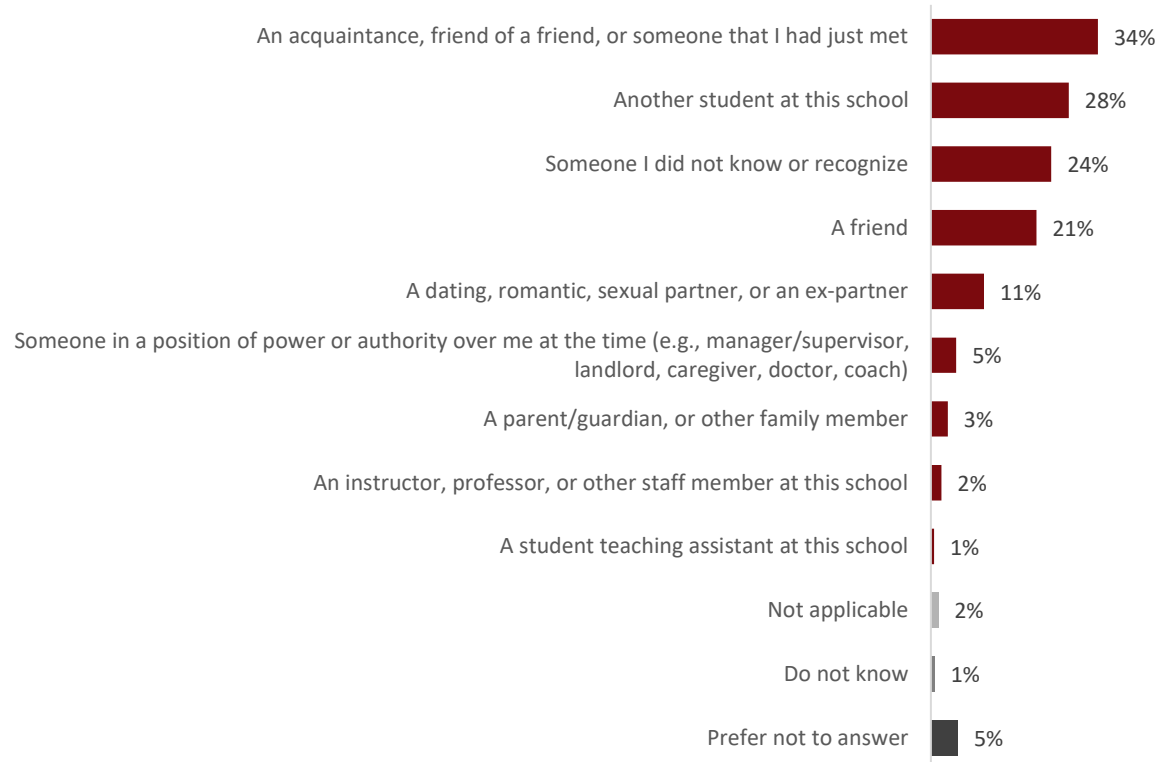 An acquaintance, friend of a friend, or someone that I had just met 34%
Another student at this school 28%
Someone I did not know or recognize 24%
A friend 21%
A dating, romantic, sexual partner, or an ex-partner 11%
Someone in a position of power or authority over me at the time (e.g., manager/supervisor,
landlord, caregiver, doctor, coach) 5%
A parent/guardian, or other family member 3%
An instructor, professor, or other staff member at this school 2%
A student teaching assistant at this school 1%
Not applicable 2%
Do not know 1%
Prefer not to answer 5%